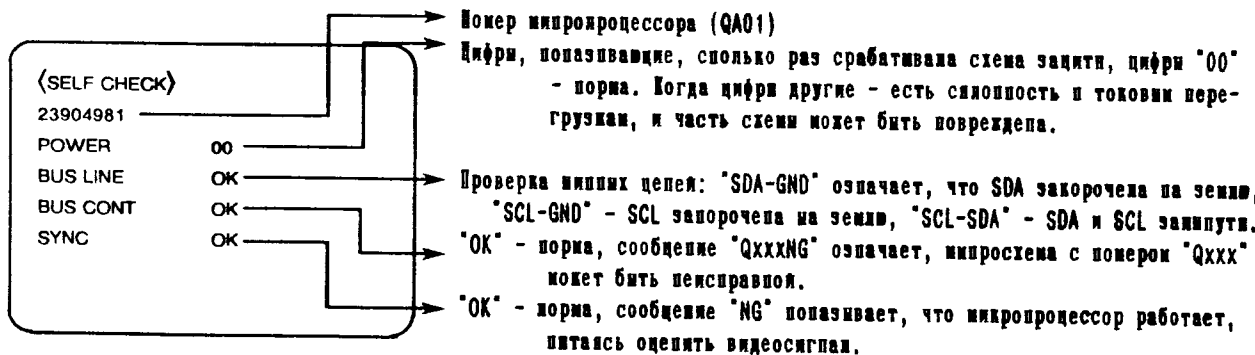 〈SELF CHECK〉
23904981
POWER 00
BUS LINE OK
BUS CONT OK
SYNC OK
Номер микропроцессора (QA01)
Цифры, показывающие, сколько раз срабатывала схема защиты, цифры "00"
- норма. Когда цифры другие - есть склонность к токовым пере-
грузкам, и часть схемы может быть повреждена.
Проверка шинных цепей: "SDA-GND" означает, что SDA закорочена на землю,
"SCL-GND" - SCL закорочена на землю, "SCL-SDA" - SDA и SCL замкнуты.
"OK" - норма, сообщение "QxxxNG" означает, микросхема с номером "Qxxx"
может быть неисправной.
"OK" - норма, сообщение "NG" показывает, что микропроцессор работает,
пытаясь оценить видеосигнал.